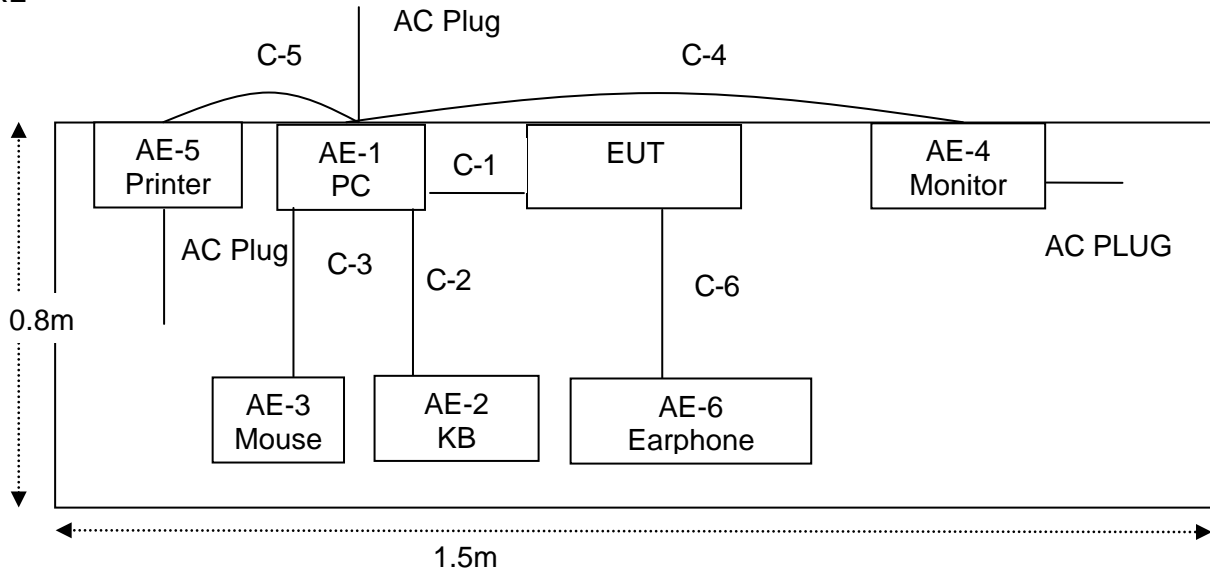 AC Plug
C-5
C-4
AE-5
Printer
AE-1
PC
C-1
EUT
AE-4
Monitor
AC Plug
C-3
C-2
C-6
AC PLUG
0.8m
AE-3
Mouse
AE-2
KB
AE-6
Earphone
1.5m